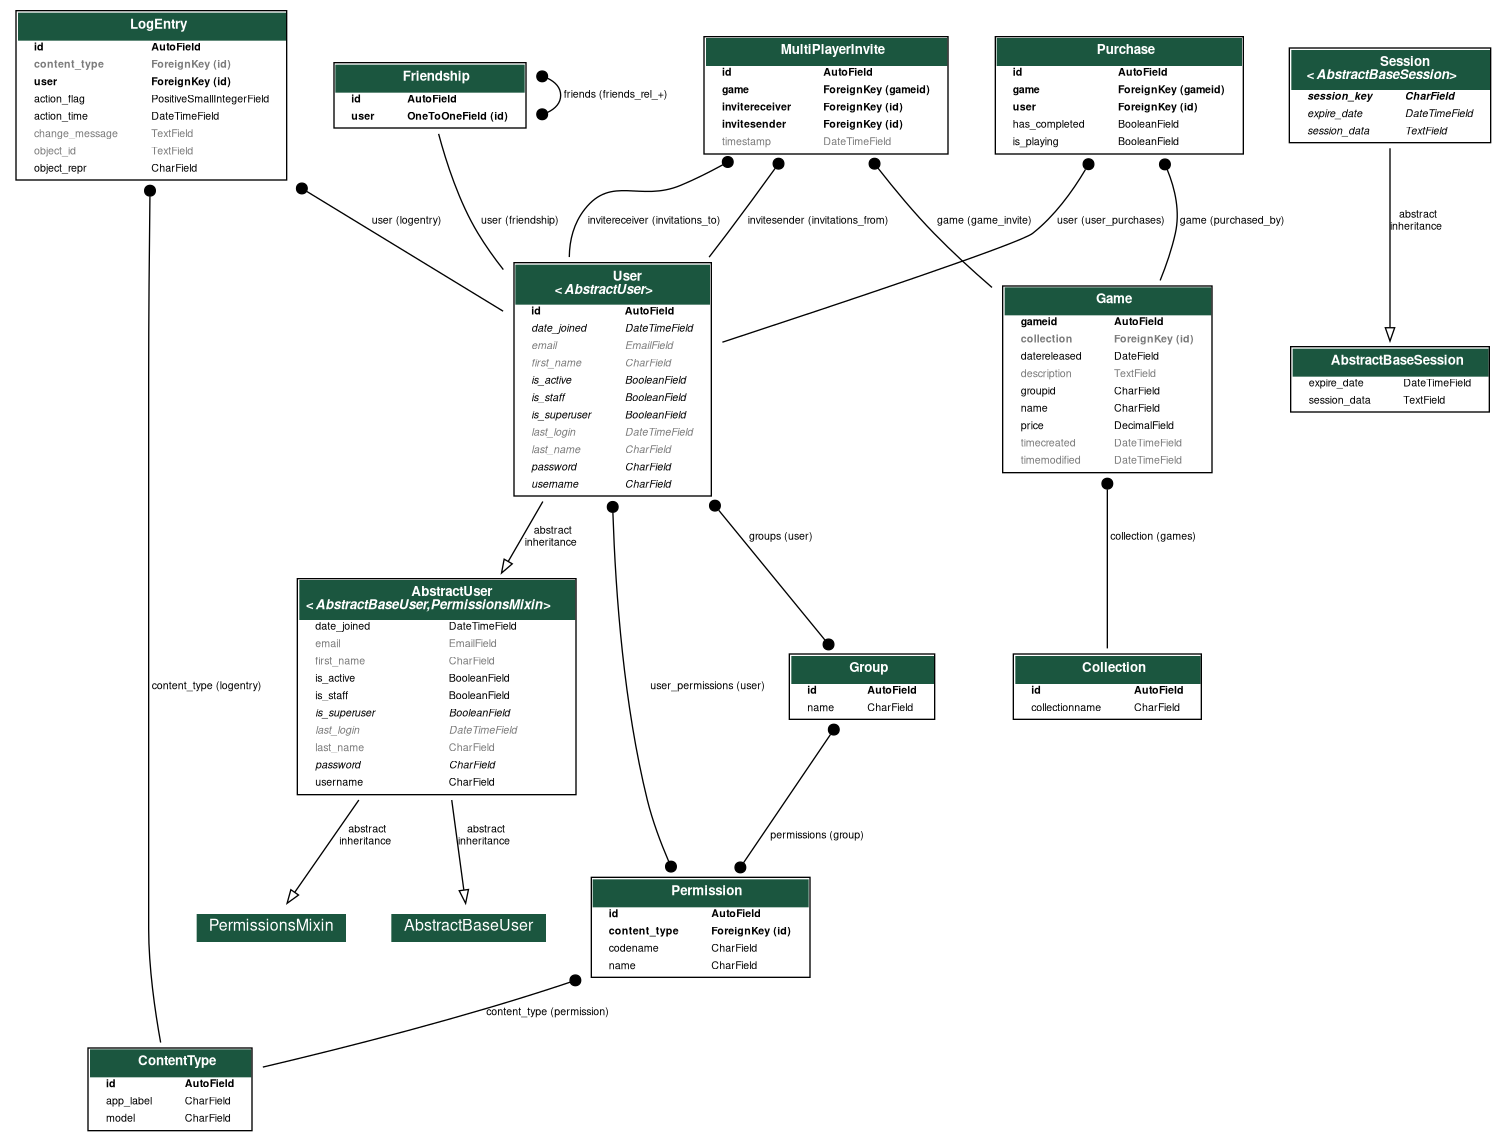 LogEntry
id AutoField
content_type ForeignKey (id)
user ForeignKey (id)
action_flag PositiveSmallIntegerField
action_time DateTimeField
change_message TextField
object_id TextField
object_repr CharField
Friendship
id AutoField
user OneToOneField (id)
friends (friends_rel_+)
MultiPlayerInvite
id AutoField
game ForeignKey (gameid)
invitereceiver ForeignKey (id)
invitesender ForeignKey (id)
timestamp DateTimeField
Purchase
id AutoField
game ForeignKey (gameid)
user ForeignKey (id)
has_completed BooleanField
is_playing BooleanField
Session
< AbstractBaseSession>
session_key CharField
expire_date DateTimeField
session_data TextField
user (logentry)
user (friendship)
invitereceiver (invitations_to)
invitesender (invitations_from)
game (game_invite)
user (user_purchases)
game (purchased_by)
abstract
inheritance
User
< AbstractUser>
id AutoField
date_joined DateTimeField
email EmailField
first_name CharField
is_active BooleanField
is_staff BooleanField
is_superuser BooleanField
last_login DateTimeField
last_name CharField
password CharField
username CharField
Game
gameid AutoField
collection ForeignKey (id)
datereleased DateField
description TextField
groupid CharField
name CharField
price DecimalField
timecreated DateTimeField
timemodified DateTimeField
AbstractBaseSession
expire_date DateTimeField
session_data TextField
abstract
inheritance
groups (user)
collection (games)
AbstractUser
< AbstractBaseUser,PermissionsMixin>
date_joined DateTimeField
email EmailField
first_name CharField
is_active BooleanField
is_staff BooleanField
is_superuser BooleanField
last_login DateTimeField
last_name CharField
password CharField
username CharField
content_type (logentry)
user_permissions (user)
Group
id AutoField
name CharField
Collection
id AutoField
collectionname CharField
abstract
inheritance
abstract
inheritance
permissions (group)
PermissionsMixin
AbstractBaseUser
Permission
id AutoField
content_type ForeignKey (id)
codename CharField
name CharField
content_type (permission)
ContentType
id AutoField
app_label CharField
model CharField